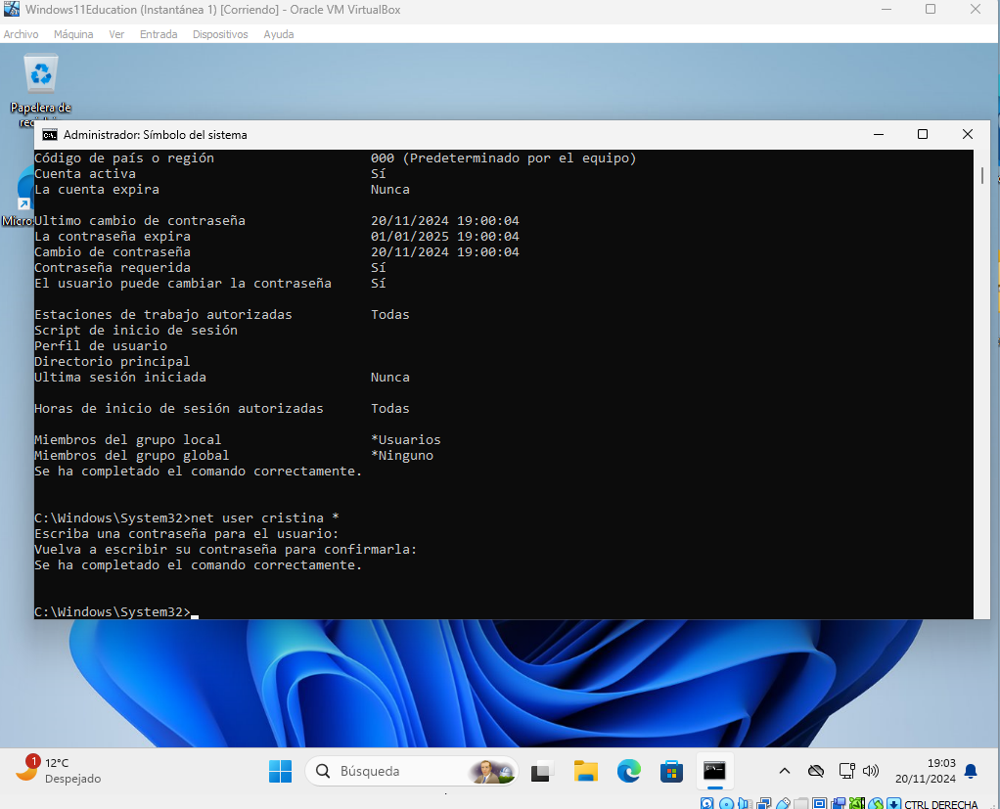 Windows11Education (Instantánea 1) [Corriendo] - Oracle VM VirtualBox
Archivo Máquina Ver Entrada Dispositivos Ayuda
Papelera de
Administrador: Símbolo del sistema
Código de país o región 000 (Predeterminado por el equipo)
Cuenta activa Sí
La cuenta expira Nunca
Ultimo cambio de contraseña 20/11/2024 19:00:04
La contraseña expira 01/01/2025 19:00:04
Cambio de contraseña 20/11/2024 19:00:04
Contraseña requerida Sí
El usuario puede cambiar la contraseña Sí
Estaciones de trabajo autorizadas Todas
Script de inicio de sesión
Perfil de usuario
Directorio principal
Ultima sesión iniciada Nunca
Horas de inicio de sesión autorizadas Todas
Miembros del grupo local *Usuarios
Miembros del grupo global *Ninguno
Se ha completado el comando correctamente.
C:\Windows\System32>net user cristina *
Escriba una contraseña para el usuario:
Vuelva a escribir su contraseña para confirmarla:
Se ha completado el comando correctamente.
C:\Windows\System32>
1
12°C
Despejado
Búsqueda
19:03
20/11/2024
CTRL DERECHA